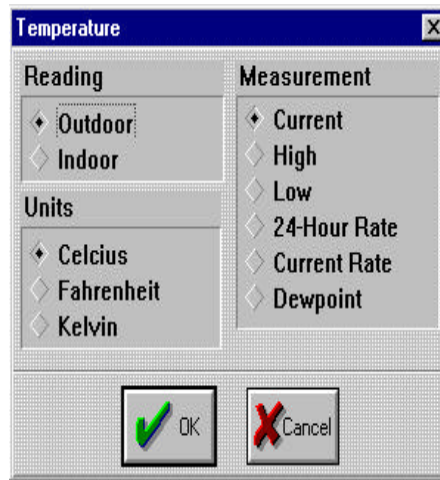 Temperature
X
Reading
Outdoor
Indoor
Units
Celcius
Fahrenheit
Kelvin
Measurement
Current
High
Low
24-Hour Rate
Current Rate
Dewpoint
OK
Cancel